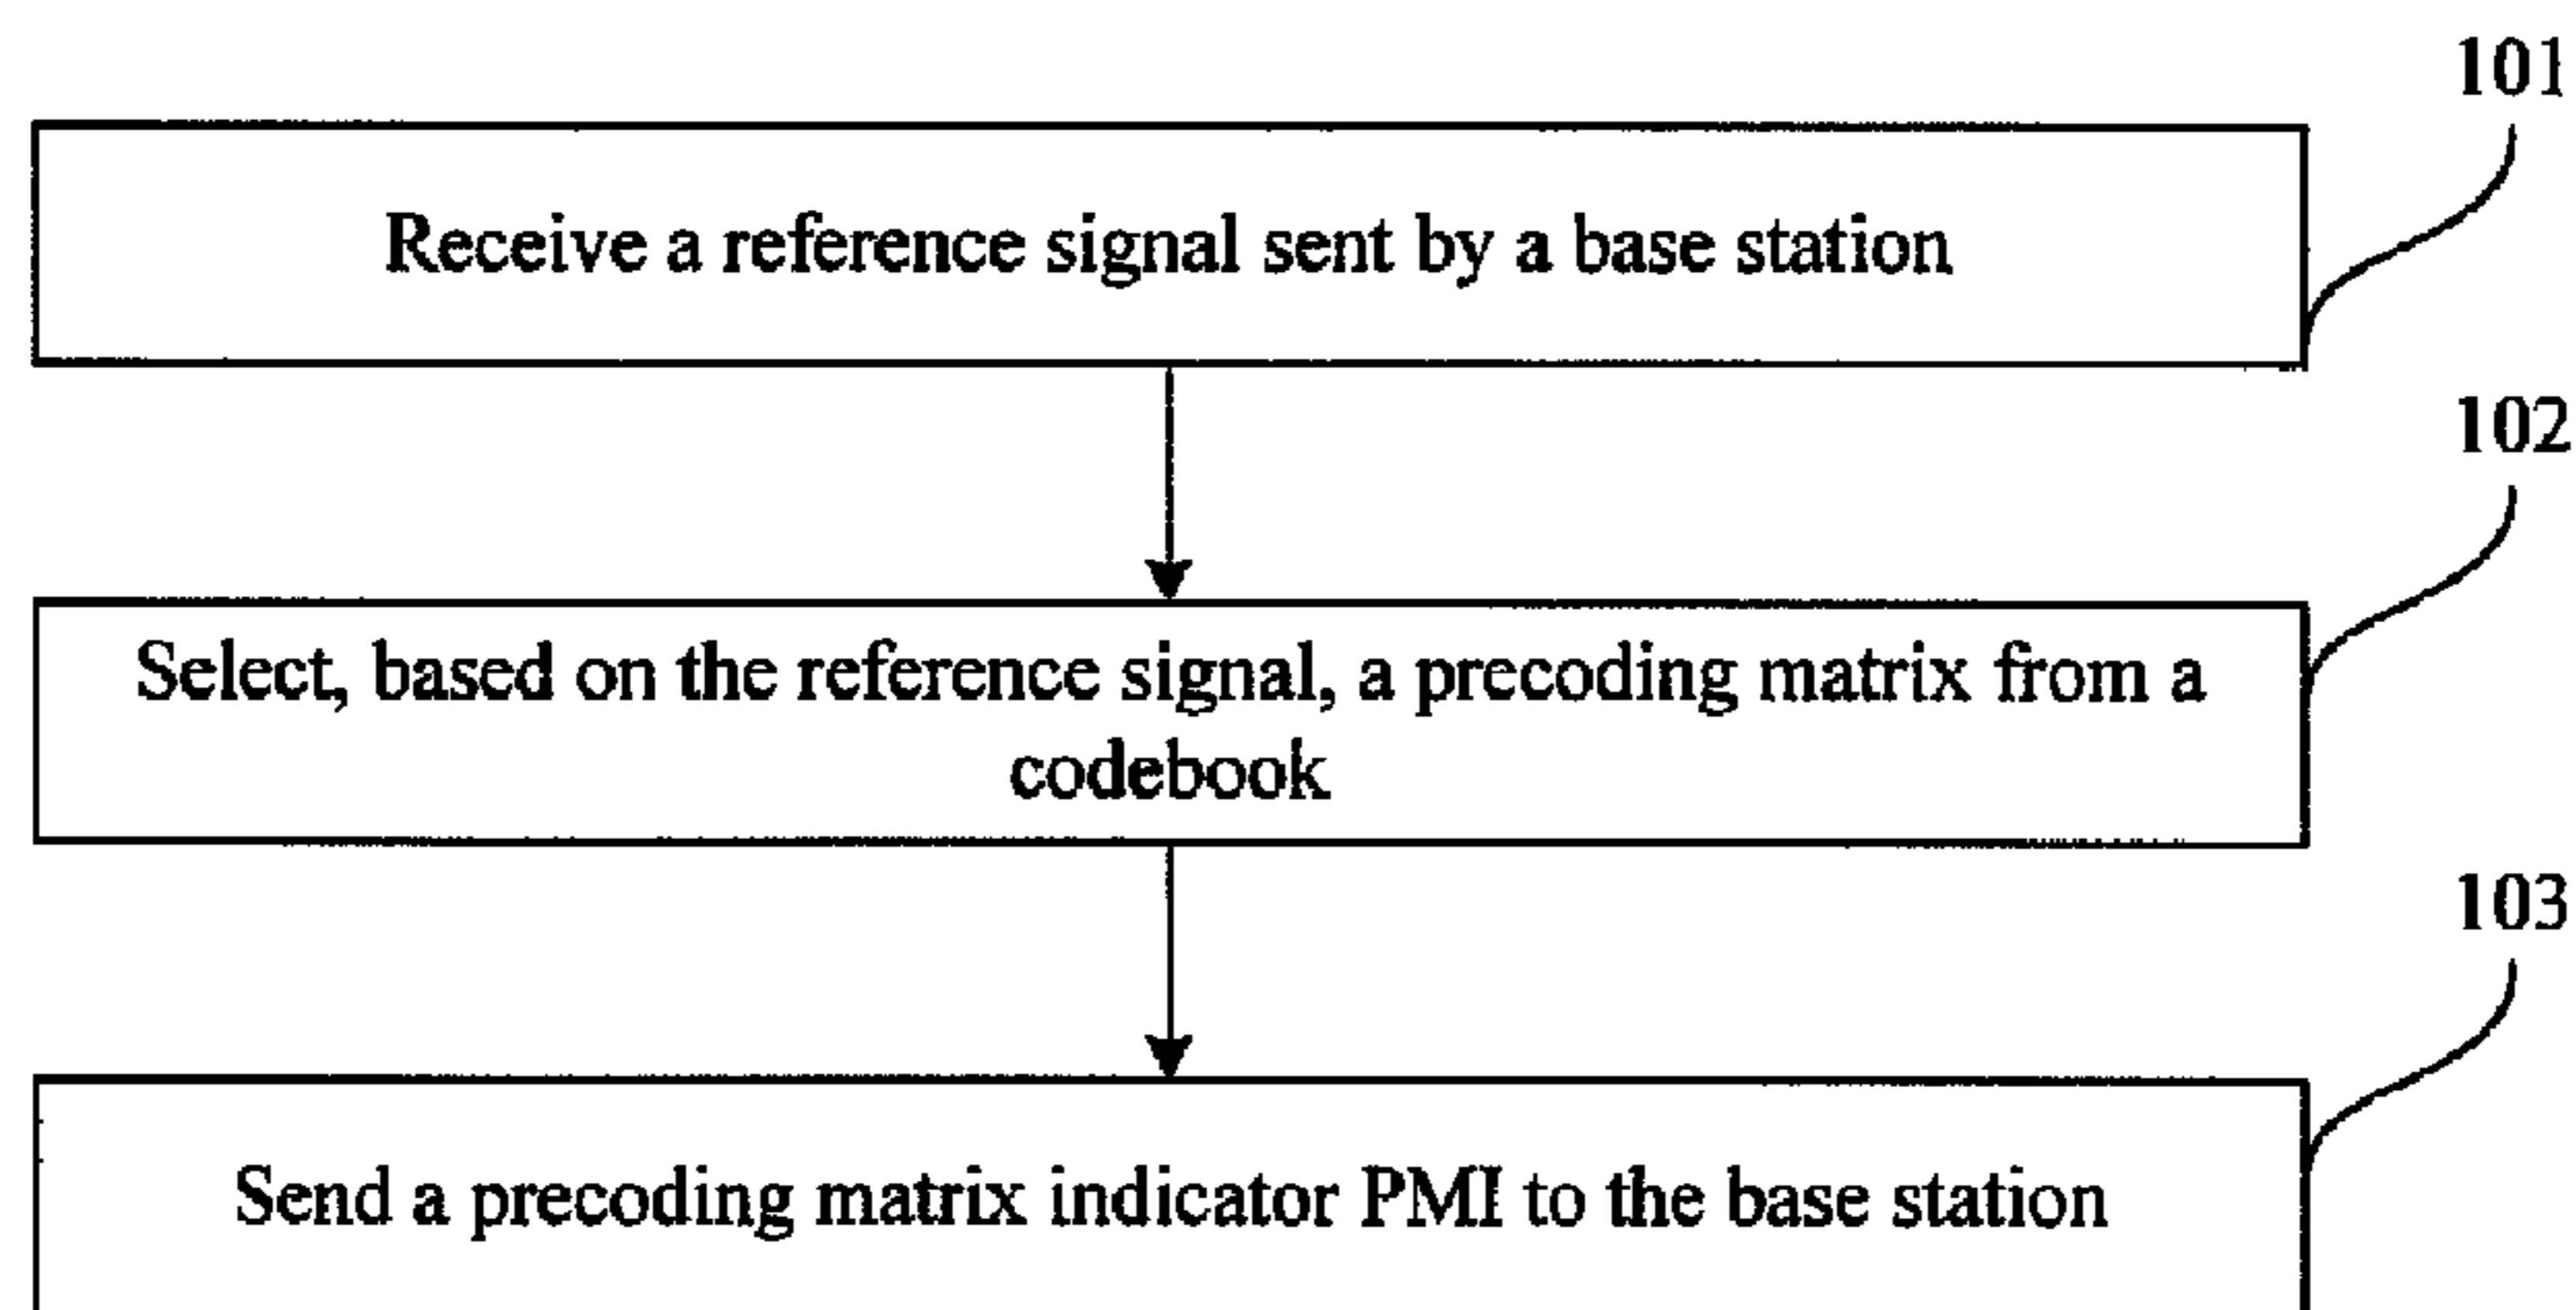 101
Receive a reference signal sent by a base station
102
Select, based on the reference signal, a precoding matrix from a
codebook
103
Send a precoding matrix indicator PMI to the base station